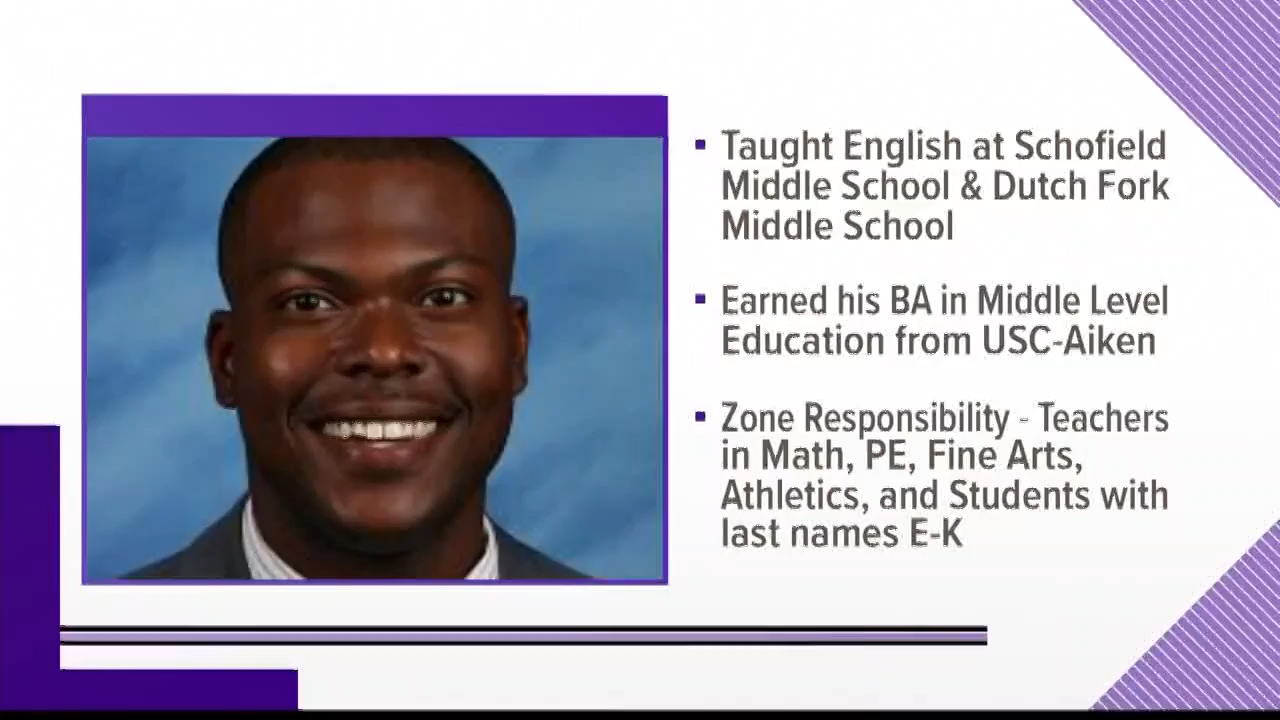 ▪ Taught English at Schofield
Middle School & Dutch Fork
Middle School
▪ Earned his BA in Middle Level
Education from USC-Aiken
▪ Zone Responsibility - Teachers
in Math, PE, Fine Arts,
Athletics, and Students with
last names E-K